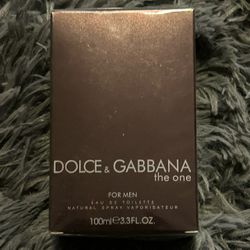 DOLCE & GABBANA
the one
FOR MEN
EAU DE TOILETTE
NATURAL SPRAY VAPORISATEUR
100ml℮3.3FL.OZ.